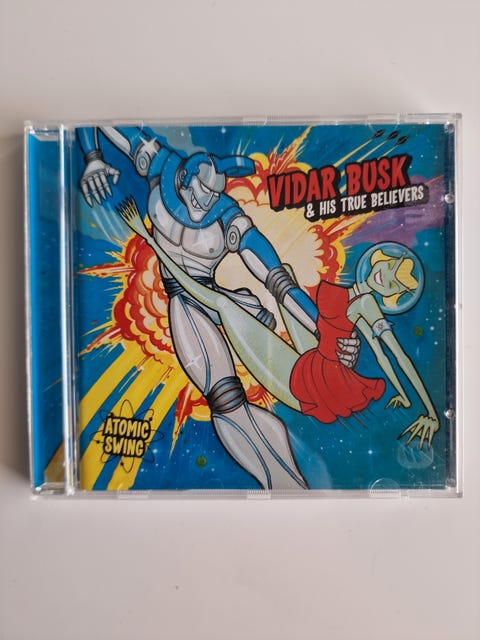 VIDAR BUSK
& HIS TRUE BELIEVERS
ATOMIC
SWING